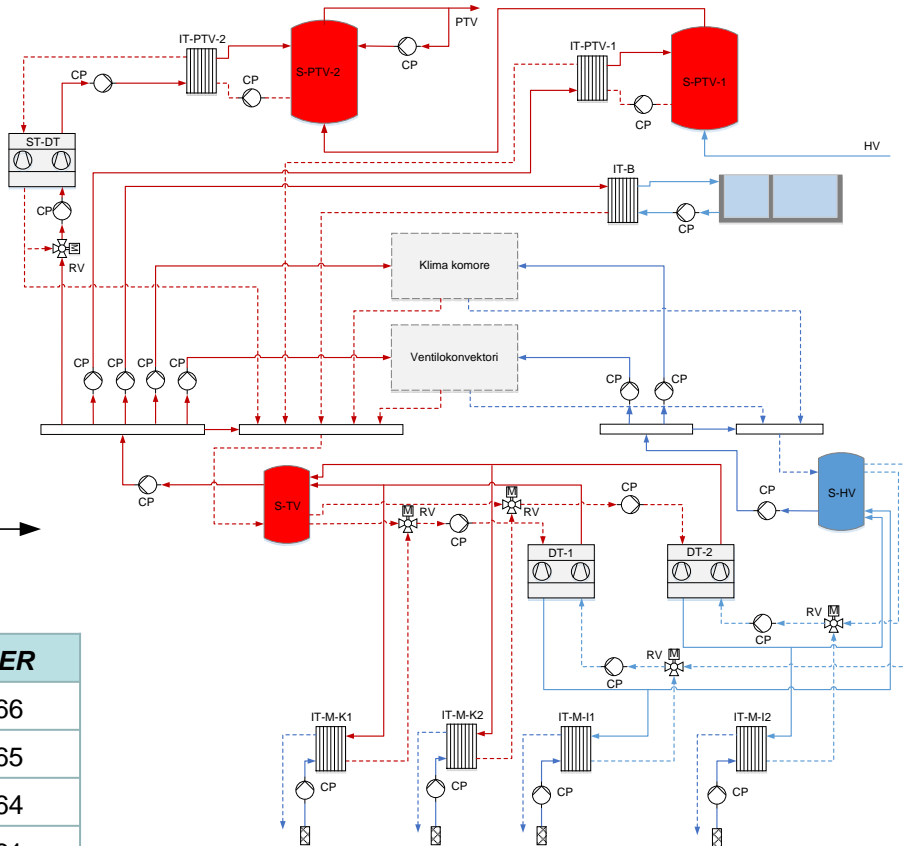 PTV
IT-PTV-2
IT-PTV-1
CP
S-PTV-2
CP
CP
S-PTV-1
CP
CP
ST-DT
HV
IT-B
CP
CP
RV
M
Klima komore
Ventilokonvektori
CP
CP
CP
CP
CP
CP
S-TV
CP
M
RV
CP
M
RV
CP
CP
S-HV
DT-1
DT-2
RV
M
CP
RV
M
CP
ER
66
65
64
IT-M-K1
IT-M-K2
IT-M-I1
IT-M-I2
CP
CP
CP
CP